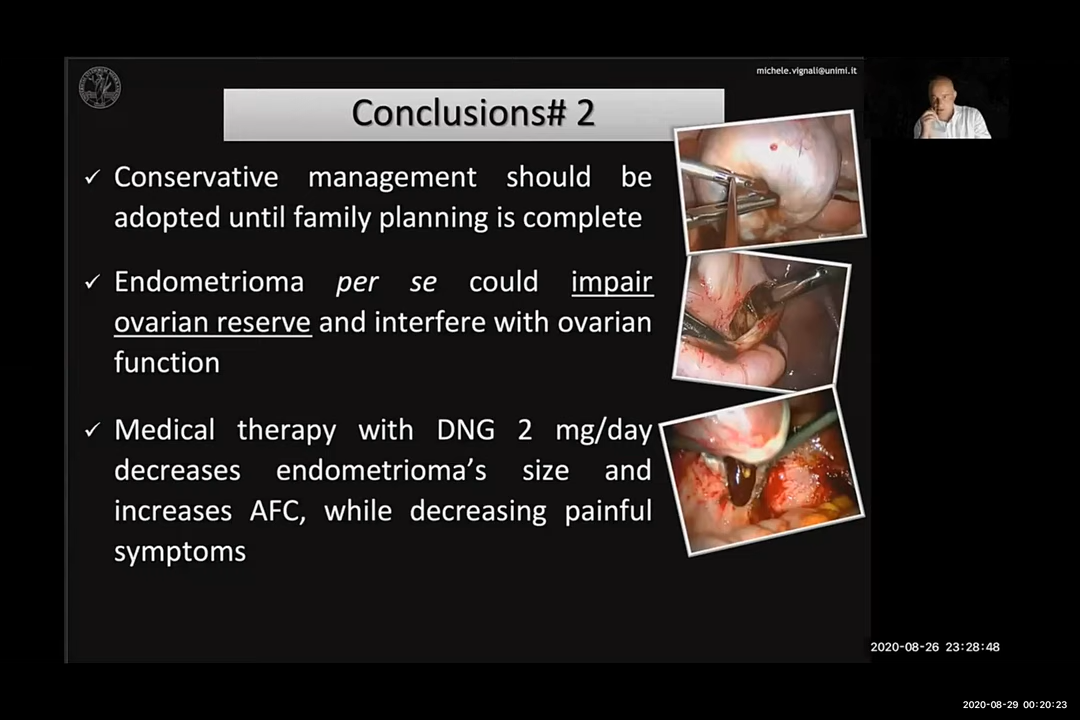 michele.vignali@unimi.it
Conclusions# 2
✓ Conservative management should be
adopted until family planning is complete
✓ Endometrioma per se could impair
ovarian reserve and interfere with ovarian
function
✓ Medical therapy with DNG 2 mg/day
decreases endometrioma’s size and
increases AFC, while decreasing painful
symptoms
2020-08-26 23:28:48
2020-08-29 00:20:23